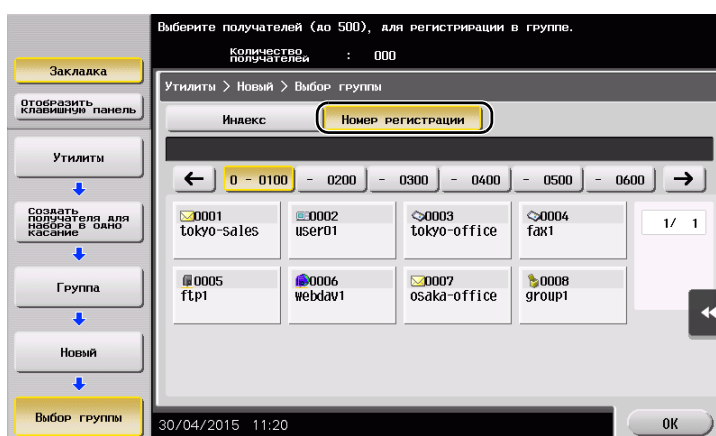 Выберите получателей (до 500), для регистрирации в группе.
Количество получателей : 000
Закладка
Отобразить клавишную панель
Утилиты > Новый > Выбор группы
Индекс
Номер регистрации
← 0 - 0100 - 0200 - 0300 - 0400 - 0500 - 0600 →
Утилиты
Создать получателя для набора в одно касание
Группа
Новый
Выбор группы
0001
tokyo-sales
0002
user01
0003
tokyo-office
0004
fax1
1/ 1
0005
ftp1
0006
webdav1
0007
osaka-office
0008
group1
30/04/2015 11:20
OK